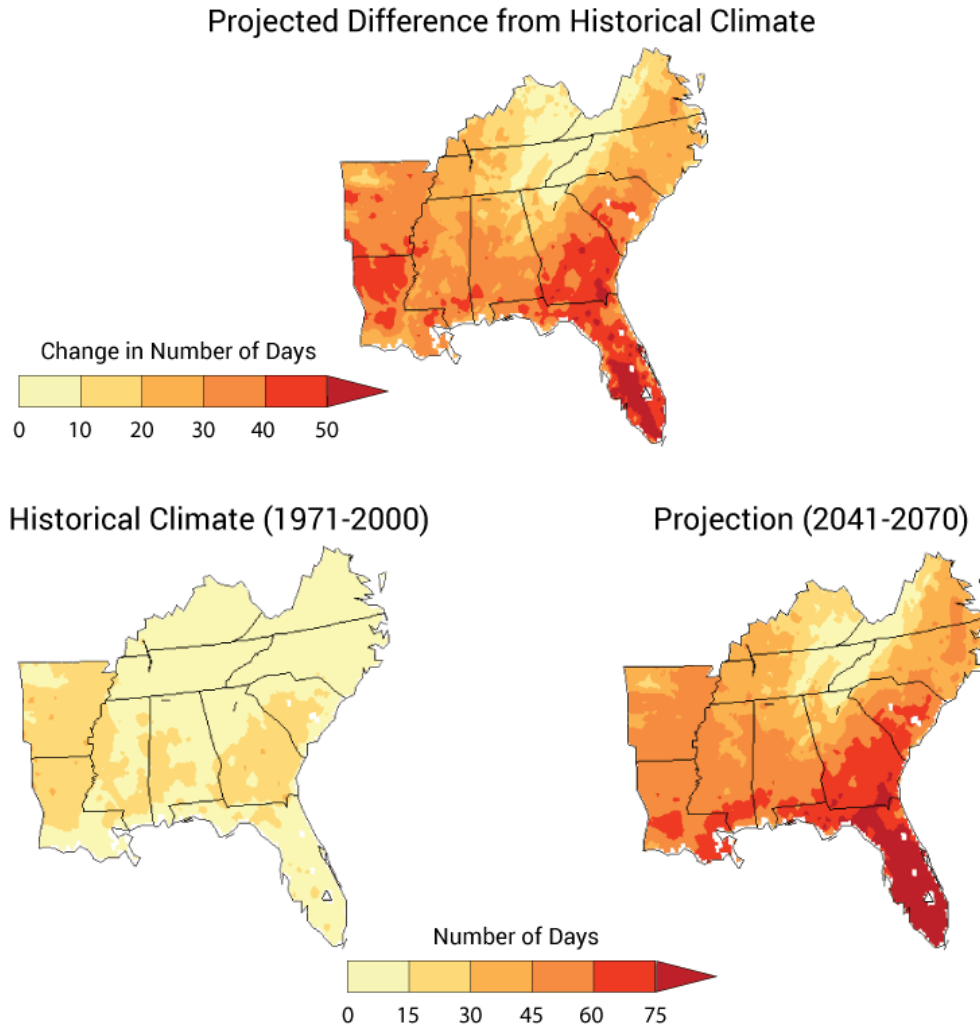 Projected Difference from Historical Climate
Change in Number of Days
0 10 20 30 40 50
Historical Climate (1971-2000)
Projection (2041-2070)
Number of Days
0 15 30 45 60 75